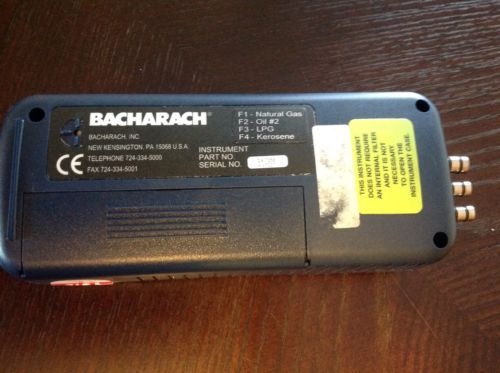 BACHARACH®
BACHARACH, INC.
NEW KENSINGTON, PA 15068 U.S.A.
TELEPHONE 724-334-5000
FAX 724-334-5001
CE
F1 - Natural Gas
F2 - Oil #2
F3 - LPG
F4 - Kerosene
INSTRUMENT
PART NO.
SERIAL NO.
THIS INSTRUMENT
DOES NOT REQUIRE
AN INTERNAL FILTER
AND IT IS NOT
NECESSARY
TO OPEN THE
INSTRUMENT CASE.